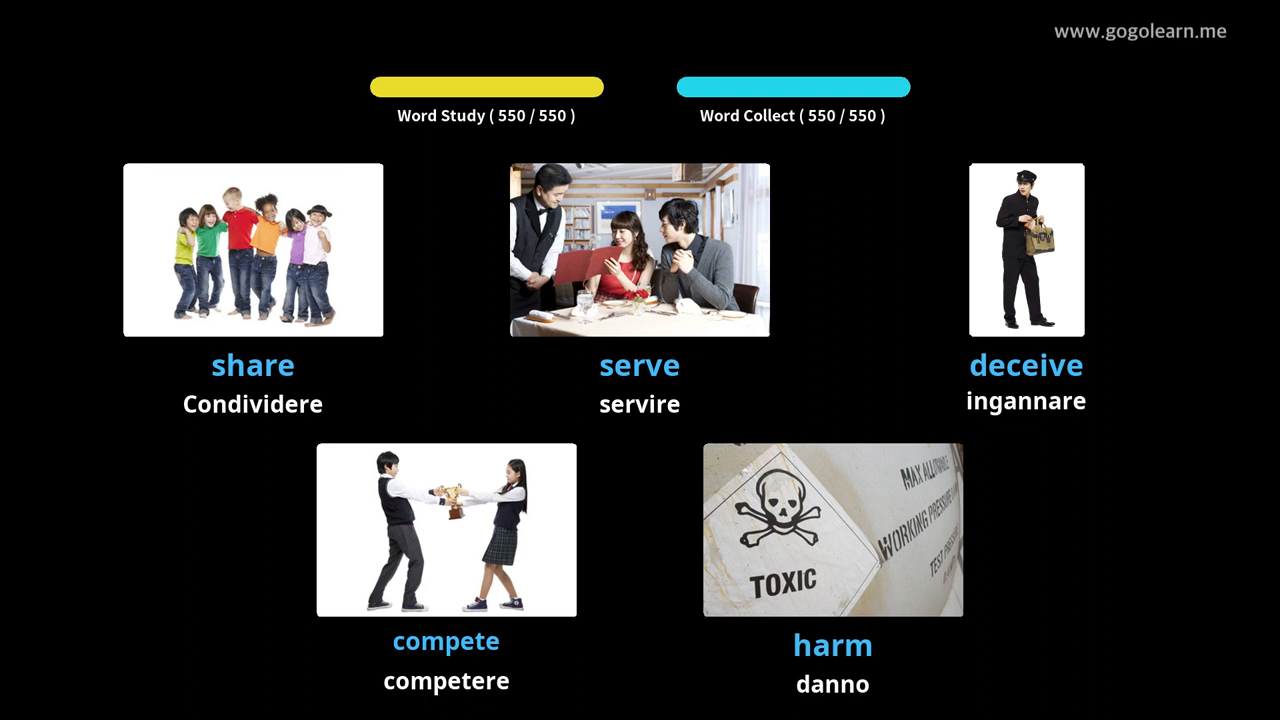 www.gogolearn.me
Word Study ( 550 / 550 )
Word Collect ( 550 / 550 )
share
Condividere
serve
servire
deceive
ingannare
MAX ALLOWABLE
WORKING PRESSURE
TEST
TOXIC
compete
competere
harm
danno